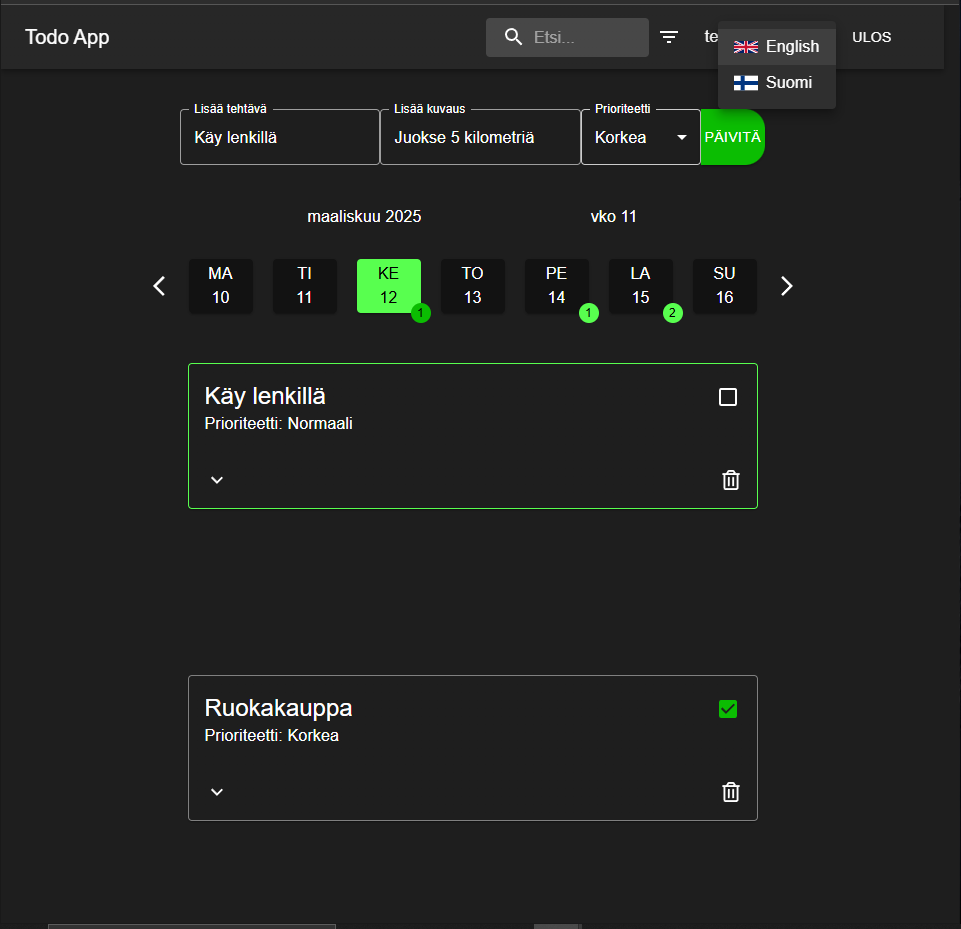 Todo App
Etsi...
te
English
Suomi
ULOS
Lisää tehtävä
Lisää kuvaus
Prioriteetti
Käy lenkillä
Juokse 5 kilometriä
Korkea
PÄIVITÄ
maaliskuu 2025
vko 11
MA
10
TI
11
KE
12
1
TO
13
PE
14
1
LA
15
2
SU
16
Käy lenkillä
Prioriteetti: Normaali
Ruokakauppa
Prioriteetti: Korkea